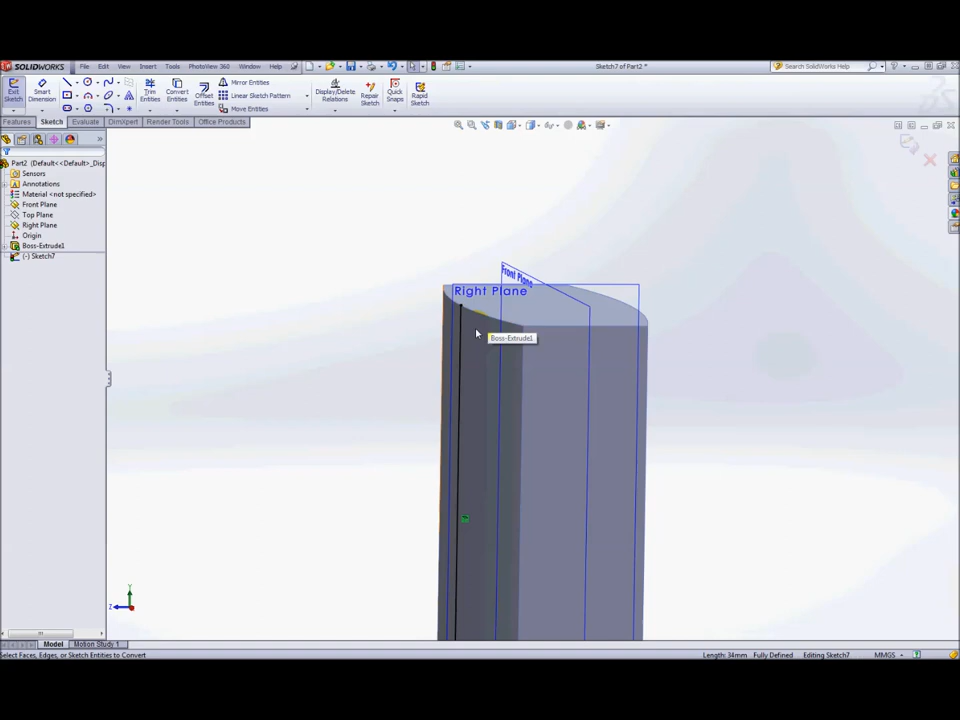 SOLIDWORKS File Edit View Insert Tools PhotoView 360 Window Help Sketch7 of Part2 * Search SolidWorks Help
Exit Sketch Smart Dimension Trim Entities Convert Entities Offset Entities Mirror Entities Linear Sketch Pattern Move Entities Display/Delete Relations Repair Sketch Quick Snaps Rapid Sketch
Features Sketch Evaluate DimXpert Render Tools Office Products
Part2 (Default<<Default>_Disp
Sensors
Annotations
Material <not specified>
Front Plane
Top Plane
Right Plane
Origin
Boss-Extrude1
(-) Sketch7
Front Plane
Right Plane
Boss-Extrude1
Y
Z
Model Motion Study 1
Select Faces, Edges, or Sketch Entities to Convert Length: 34mm Fully Defined Editing Sketch7 MMGS